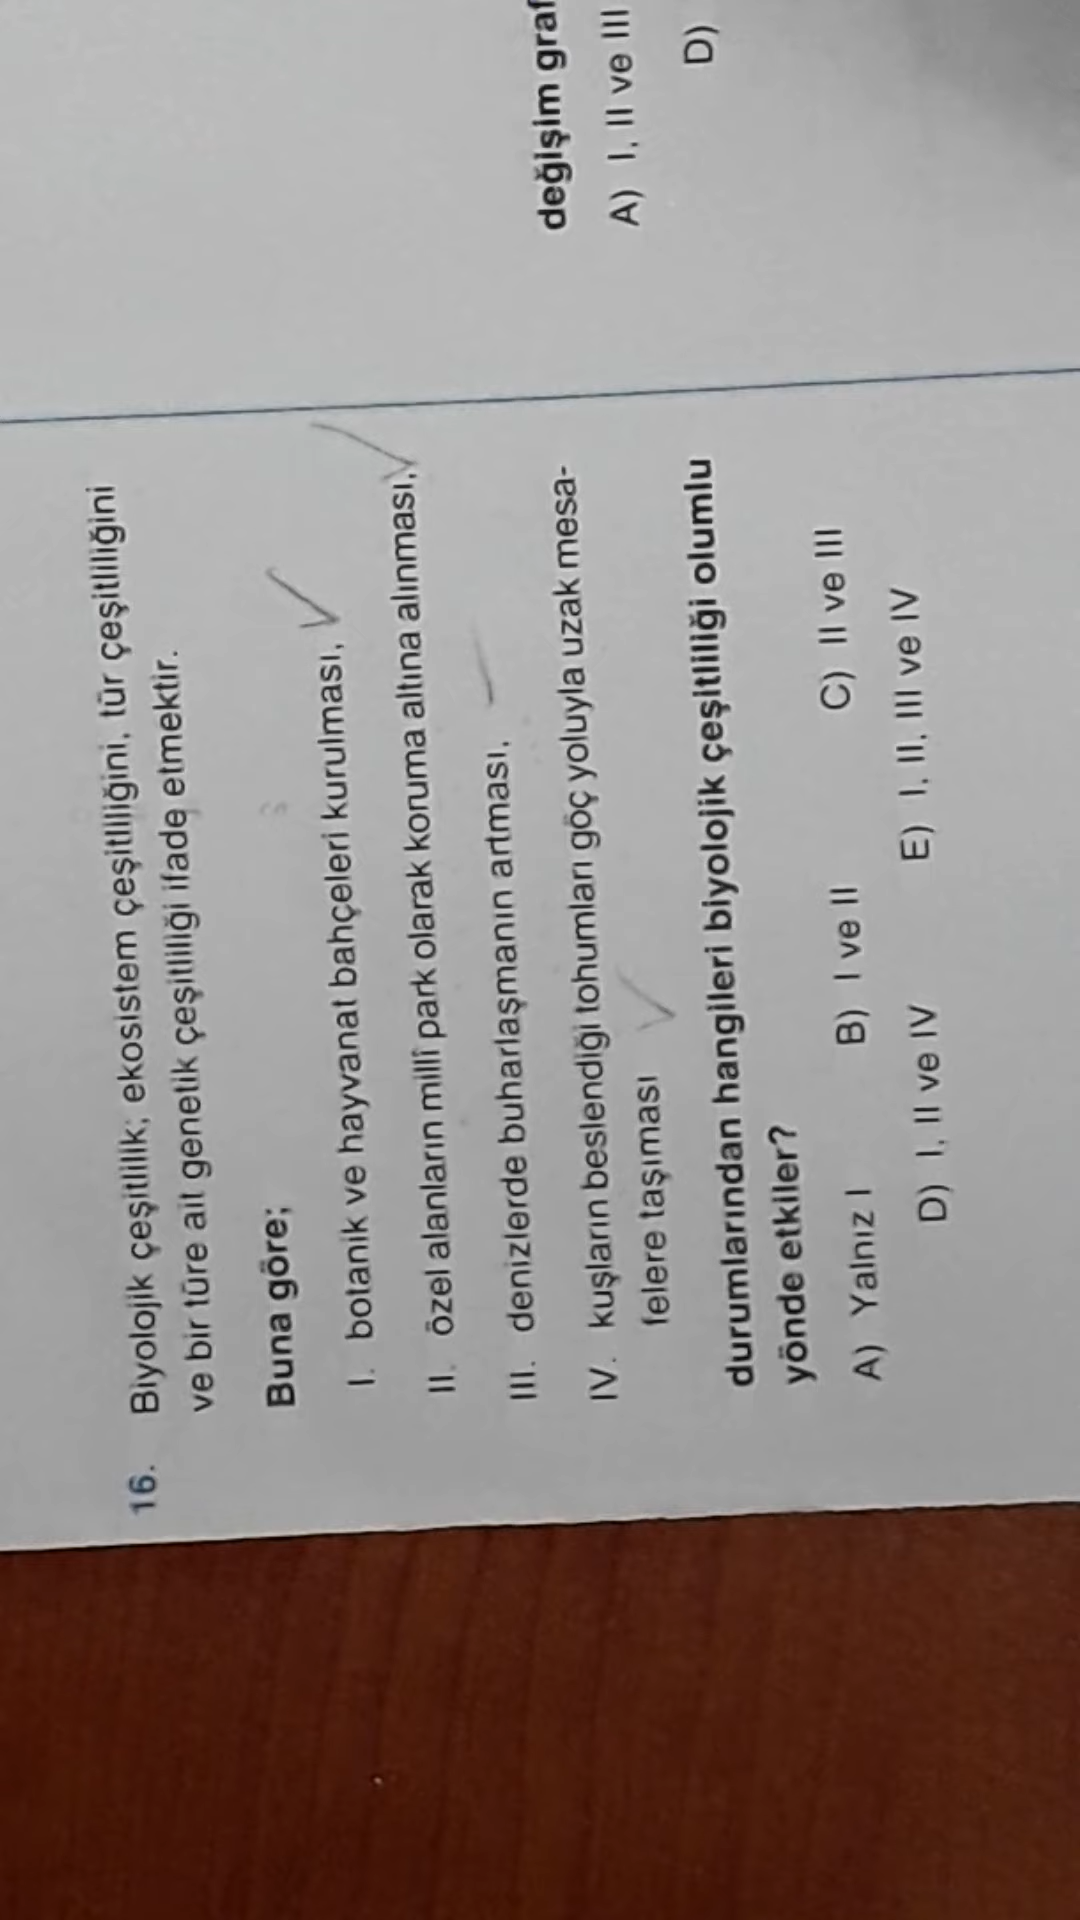 16. Biyolojik çeşitlilik; ekosistem çeşitliliğini, tür çeşitliliğini
ve bir türe ait genetik çeşitliliği ifade etmektir.
Buna göre;
I. botanik ve hayvanat bahçeleri kurulması,
II. özel alanların millî park olarak koruma altına alınması,
III. denizlerde buharlaşmanın artması,
IV. kuşların beslendiği tohumları göç yoluyla uzak mesa-
felere taşıması
durumlarından hangileri biyolojik çeşitliliği olumlu
yönde etkiler?
A) Yalnız I B) I ve II C) II ve III
D) I, II ve IV E) I, II, III ve IV
değişim
A) I, II ve III
D)